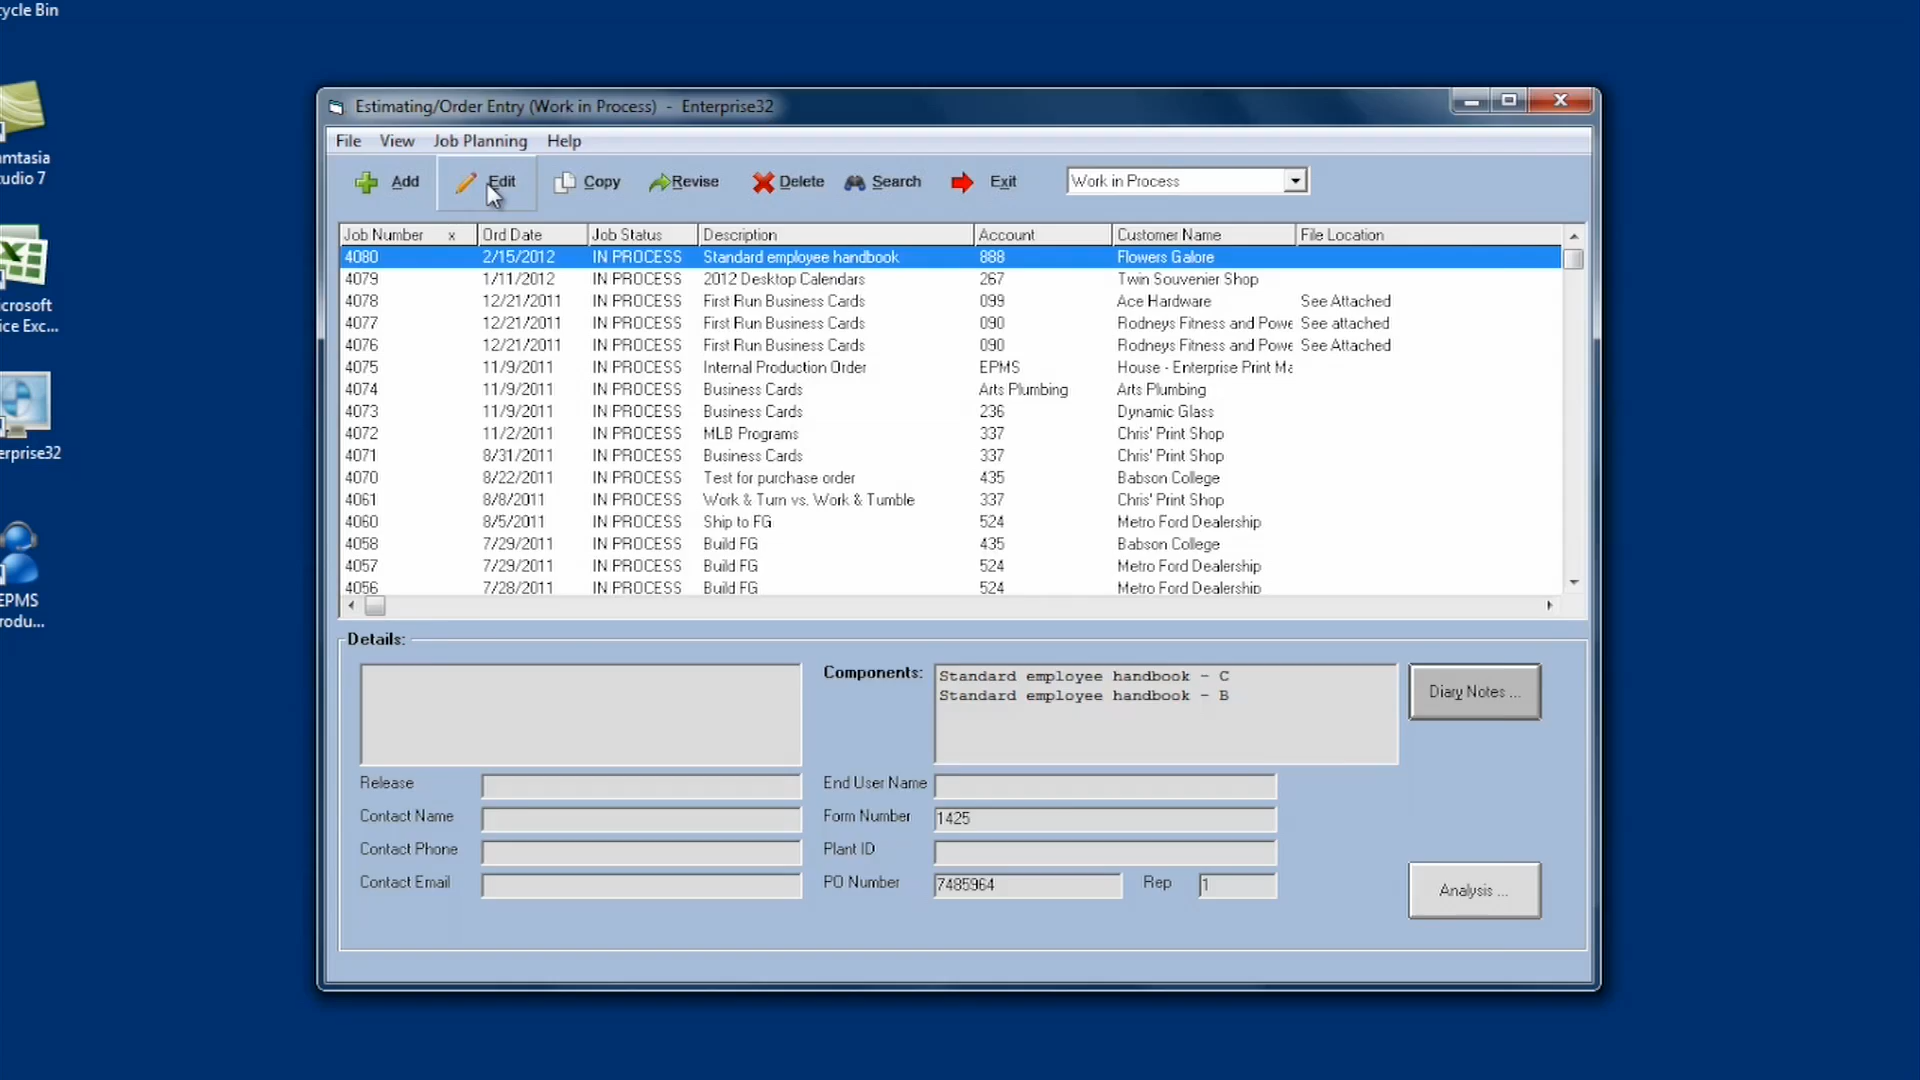 cycle Bin
amtasia
tudio 7
icrosoft
ice Exc...
erprise32
EPMS
rodu...
Estimating/Order Entry (Work in Process) - Enterprise32
File View Job Planning Help
Add Edit Copy Revise Delete Search Exit Work in Process
Job Number x Ord Date Job Status Description Account Customer Name File Location
4080 2/15/2012 IN PROCESS Standard employee handbook 888 Flowers Galore
4079 1/11/2012 IN PROCESS 2012 Desktop Calendars 267 Twin Souvenier Shop
4078 12/21/2011 IN PROCESS First Run Business Cards 099 Ace Hardware See Attached
4077 12/21/2011 IN PROCESS First Run Business Cards 090 Rodneys Fitness and Powe See attached
4076 12/21/2011 IN PROCESS First Run Business Cards 090 Rodneys Fitness and Powe See Attached
4075 11/9/2011 IN PROCESS Internal Production Order EPMS House - Enterprise Print Ma
4074 11/9/2011 IN PROCESS Business Cards Arts Plumbing Arts Plumbing
4073 11/9/2011 IN PROCESS Business Cards 236 Dynamic Glass
4072 11/2/2011 IN PROCESS MLB Programs 337 Chris' Print Shop
4071 8/31/2011 IN PROCESS Business Cards 337 Chris' Print Shop
4070 8/22/2011 IN PROCESS Test for purchase order 435 Babson College
4061 8/8/2011 IN PROCESS Work & Turn vs. Work & Tumble 337 Chris' Print Shop
4060 8/5/2011 IN PROCESS Ship to FG 524 Metro Ford Dealership
4058 7/29/2011 IN PROCESS Build FG 435 Babson College
4057 7/29/2011 IN PROCESS Build FG 524 Metro Ford Dealership
4056 7/28/2011 IN PROCESS Build FG 524 Metro Ford Dealership
Details:
Components: Standard employee handbook - C
Standard employee handbook - B
Diary Notes ...
Release End User Name
Contact Name Form Number 1425
Contact Phone Plant ID
Contact Email PO Number 7485964 Rep 1
Analysis ...